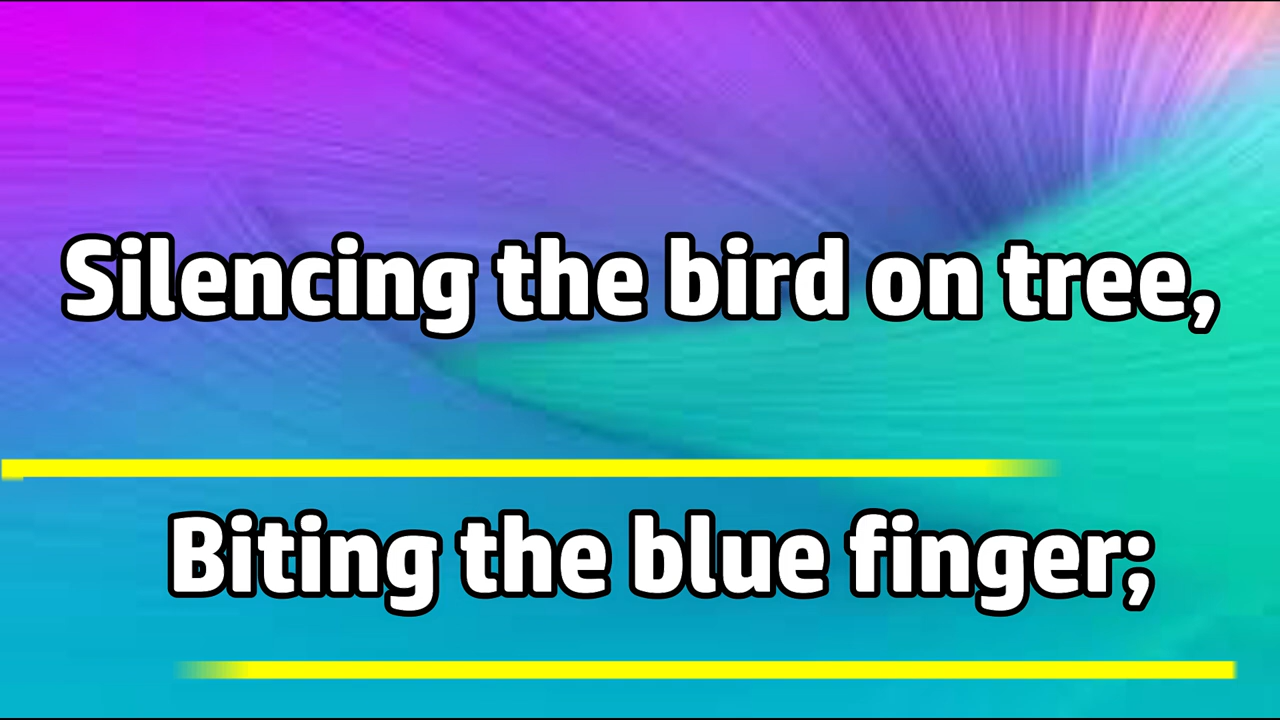 Silencing the bird on tree,
Biting the blue finger;